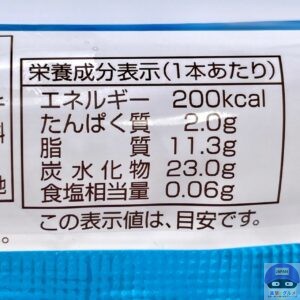 栄養成分表示(1本あたり)
エネルギー 200kcal
たんぱく質 2.0g
脂質 11.3g
炭水化物 23.0g
食塩相当量 0.06g
この表示値は、目安です。